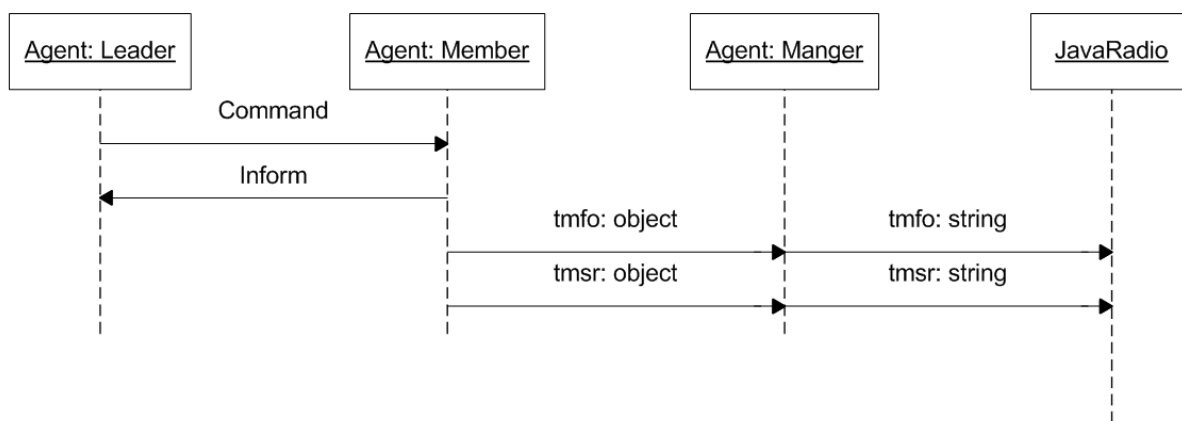 Agent: Leader
Agent: Member
Agent: Manger
JavaRadio
Command
Inform
tmfo: object
tmfo: string
tmsr: object
tmsr: string